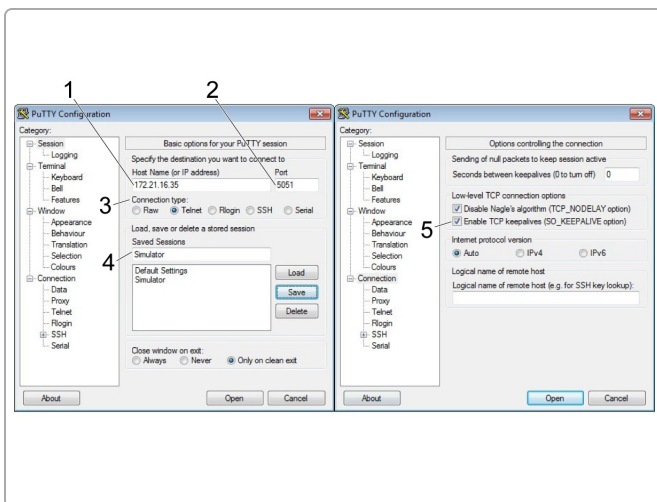 1
2
PuTTY Configuration
Category:
Session
Logging
Terminal
Keyboard
Bell
Features
Window
Appearance
Behaviour
Translation
Selection
Colours
Connection
Data
Proxy
Telnet
Rlogin
SSH
Serial
Basic options for your PuTTY session
Specify the destination you want to connect to
Host Name (or IP address) Port
172.21.16.35 5051
3
Connection type:
Raw Telnet Rlogin SSH Serial
Load, save or delete a stored session
Saved Sessions
4
Simulator
Default Settings
Simulator
Load
Save
Delete
Close window on exit:
Always Never Only on clean exit
About Open Cancel
PuTTY Configuration
Category:
Session
Logging
Terminal
Keyboard
Bell
Features
Window
Appearance
Behaviour
Translation
Selection
Colours
Connection
Data
Proxy
Telnet
Rlogin
SSH
Serial
Options controlling the connection
Sending of null packets to keep session active
Seconds between keepalives (0 to turn off) 0
Low-level TCP connection options
Disable Nagle's algorithm (TCP_NODELAY option)
5
Enable TCP keepalives (SO_KEEPALIVE option)
Internet protocol version
Auto IPv4 IPv6
Logical name of remote host
Logical name of remote host (e.g. for SSH key lookup):
About Open Cancel